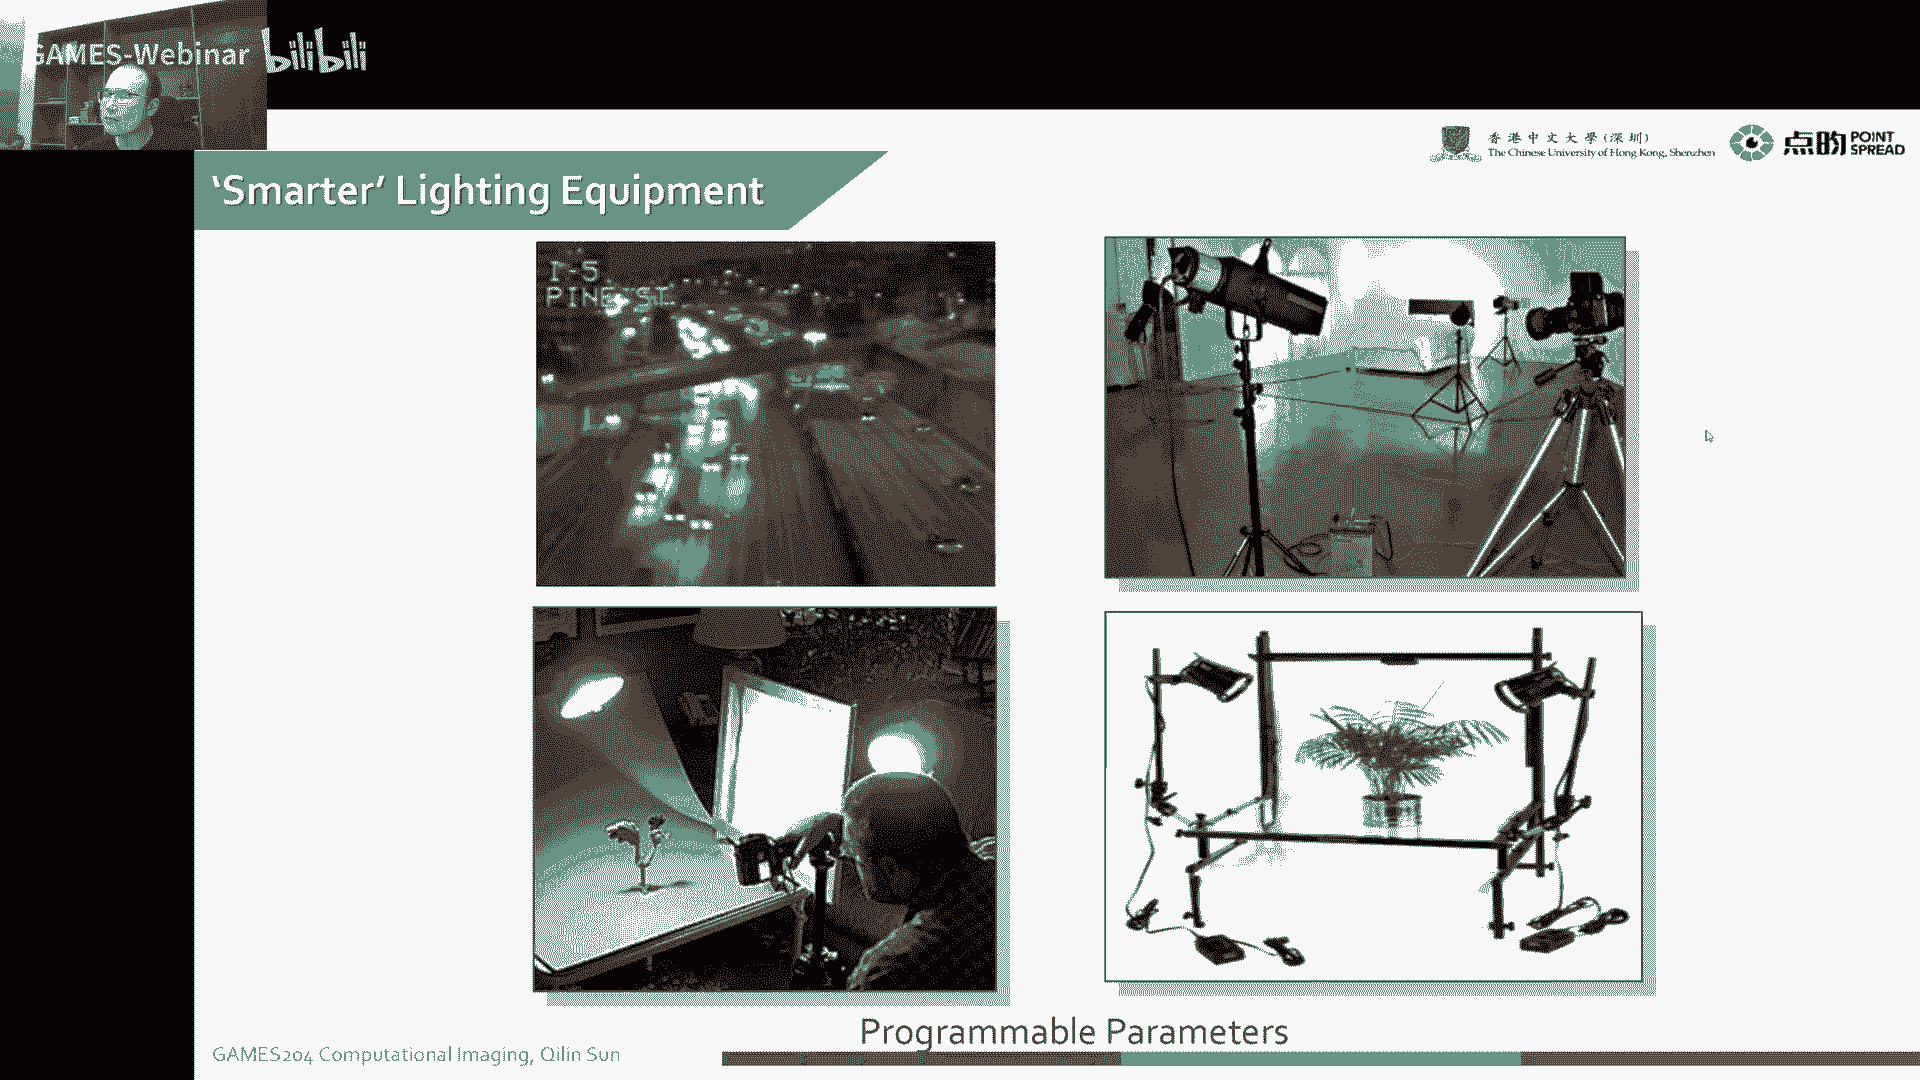 GAMES-Webinar
bilibili
香港中文大學(深圳)
The Chinese University of Hong Kong, Shenzhen
点昀
POINT
SPREAD
‘Smarter’ Lighting Equipment
I-5
PINE ST.
Programmable Parameters
GAMES204 Computational Imaging, Qilin Sun